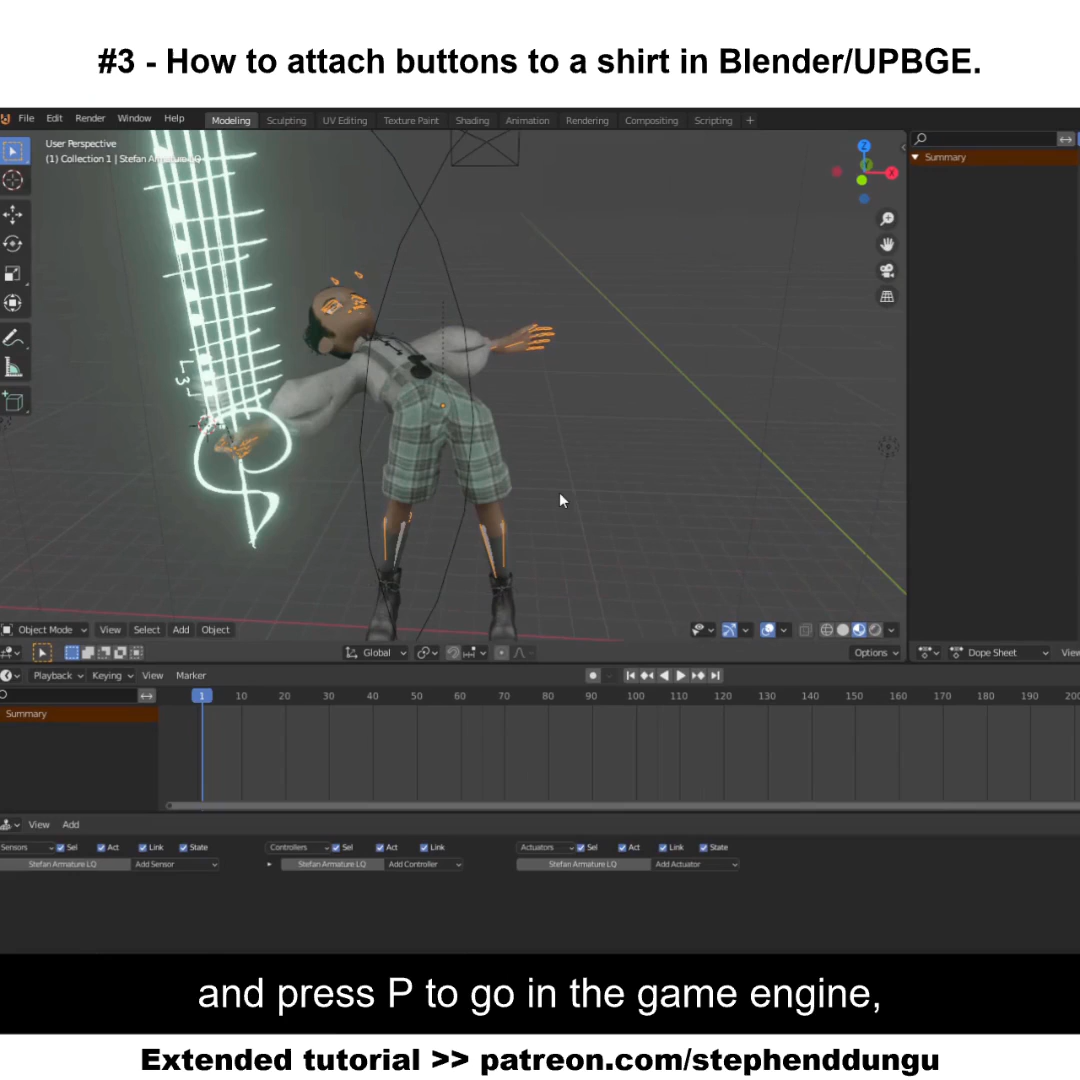 #3 - How to attach buttons to a shirt in Blender/UPBGE.
File Edit Render Window Help Modeling Sculpting UV Editing Texture Paint Shading Animation Rendering Compositing Scripting +
User Perspective
(1) Collection 1 | Stefan Armature LQ
Z
X
Summary
Object Mode View Select Add Object
Global Options Dope Sheet View
Playback Keying View Marker
1 10 20 30 40 50 60 70 80 90 100 110 120 130 140 150 160 170 180 190 200
Summary
View Add
Sensors Sel Act Link State Controllers Sel Act Link Actuators Sel Act Link State
Stefan Armature LQ Add Sensor Stefan Armature LQ Add Controller Stefan Armature LQ Add Actuator
and press P to go in the game engine,
Extended tutorial >> patreon.com/stephenddungu